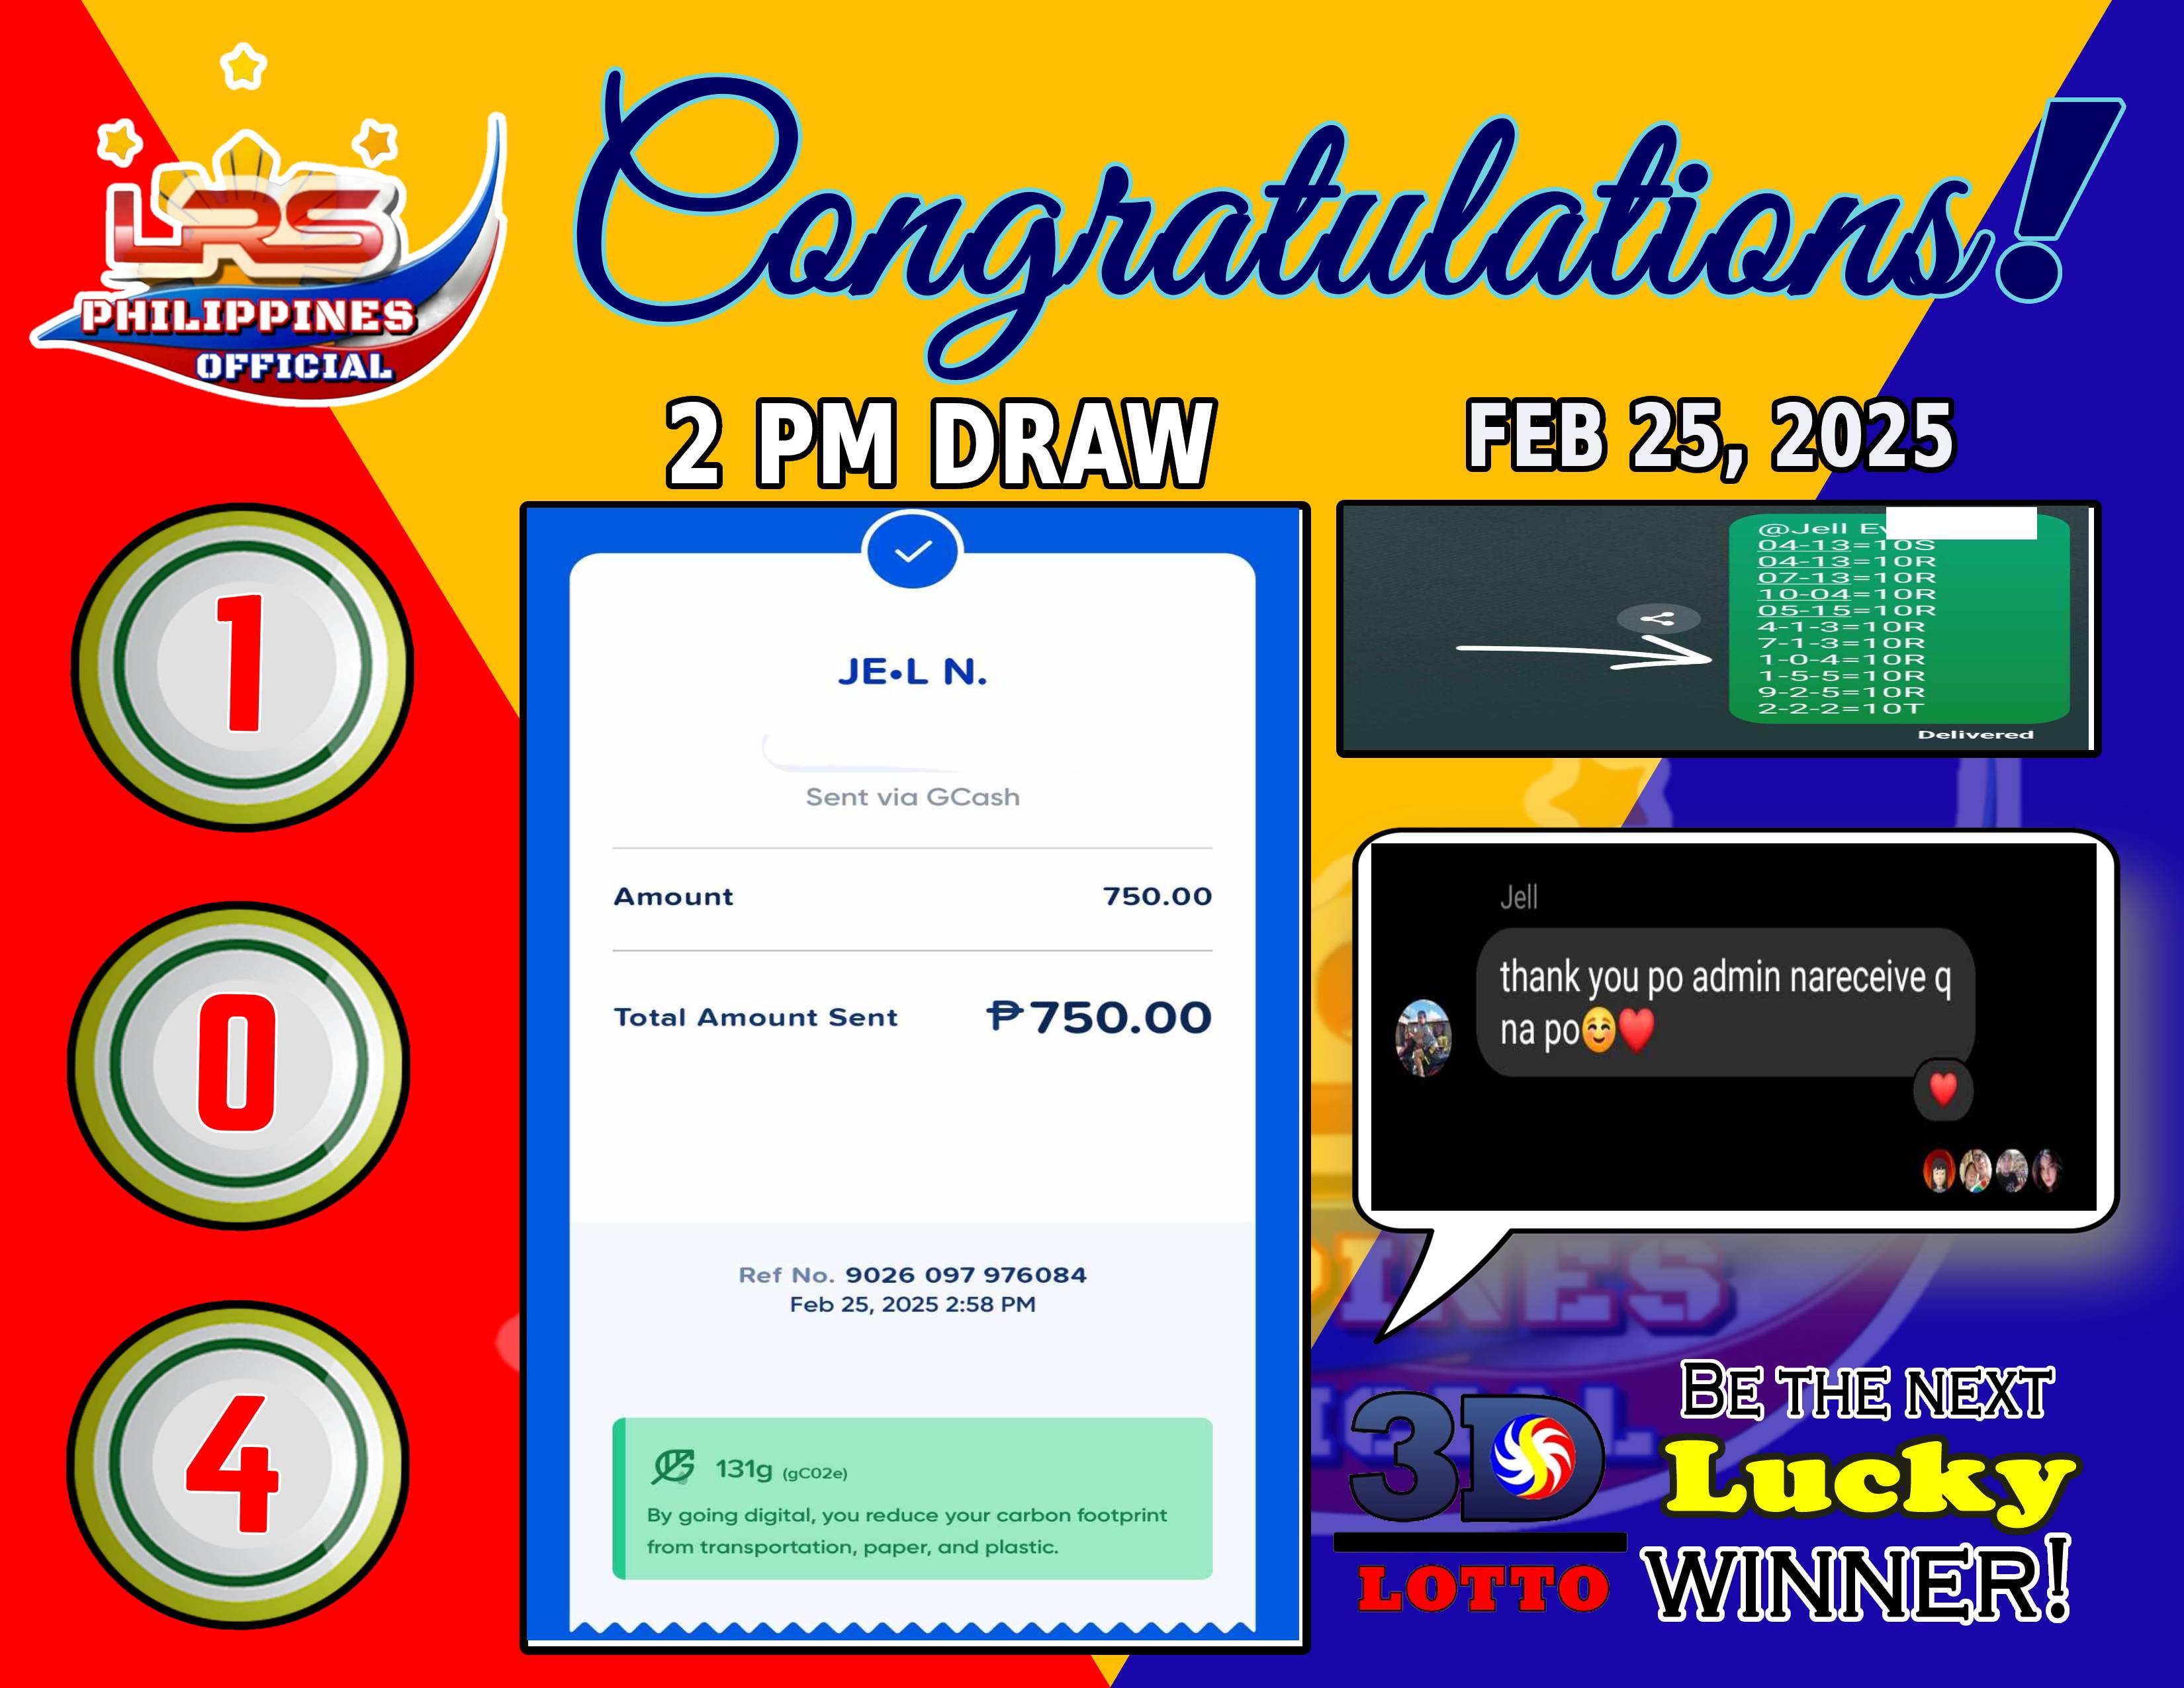 LRS
PHILIPPINES
OFFICIAL
Congratulations!
2 PM DRAW
FEB 25, 2025
1
0
4
JE•L N.
Sent via GCash
Amount 750.00
Total Amount Sent ₱750.00
Ref No. 9026 097 976084
Feb 25, 2025 2:58 PM
131g (gCO2e)
By going digital, you reduce your carbon footprint
from transportation, paper, and plastic.
@Jell E
04-13=10S
04-13=10R
07-13=10R
10-04=10R
05-15=10R
4-1-3=10R
7-1-3=10R
1-0-4=10R
1-5-5=10R
9-2-5=10R
2-2-2=10T
Delivered
Jell
thank you po admin nareceive q
na po☺️❤️
3D
LOTTO
BE THE NEXT
Lucky
WINNER!